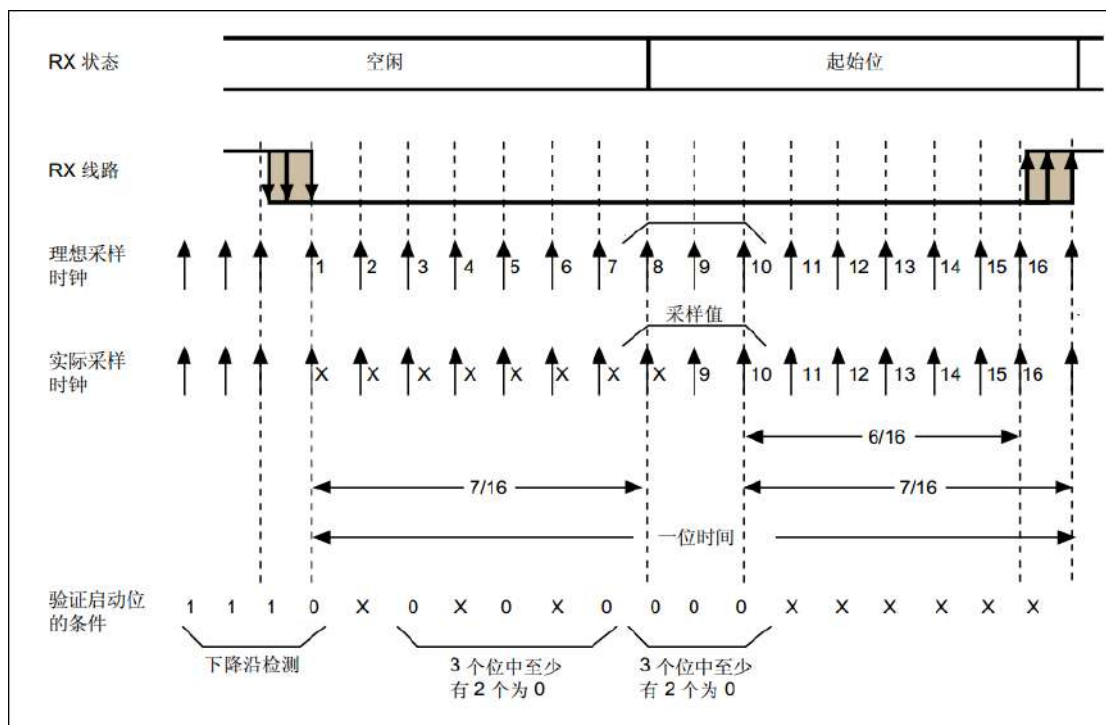 RX 状态
空闲
起始位
RX 线路
理想采样
时钟
1 2 3 4 5 6 7 8 9 10 11 12 13 14 15 16
采样值
实际采样
时钟
X X X X X X X X 9 10 11 12 13 14 15 16
6/16
7/16
7/16
一位时间
验证启动位
的条件
1 1 1 0 X 0 X 0 X 0 0 0 0 X X X X X X
下降沿检测
3 个位中至少
有 2 个为 0
3 个位中至少
有 2 个为 0